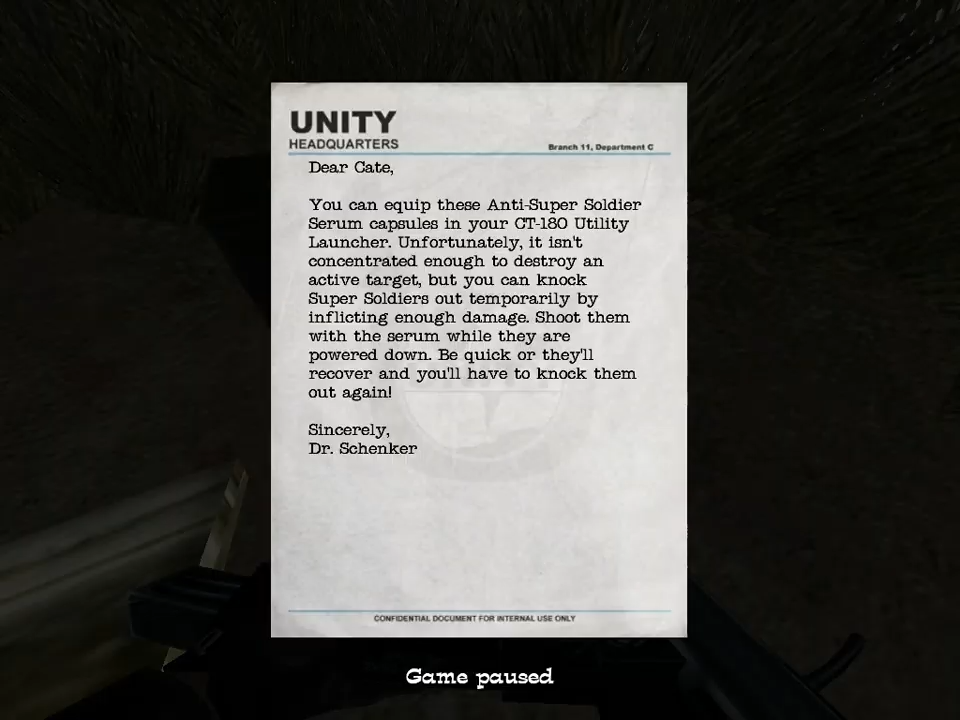 UNITY
HEADQUARTERS
Branch 11, Department C
Dear Cate,
You can equip these Anti-Super Soldier
Serum capsules in your CT-180 Utility
Launcher. Unfortunately, it isn't
concentrated enough to destroy an
active target, but you can knock
Super Soldiers out temporarily by
inflicting enough damage. Shoot them
with the serum while they are
powered down. Be quick or they'll
recover and you'll have to knock them
out again!
Sincerely,
Dr. Schenker
CONFIDENTIAL DOCUMENT FOR INTERNAL USE ONLY
Game paused